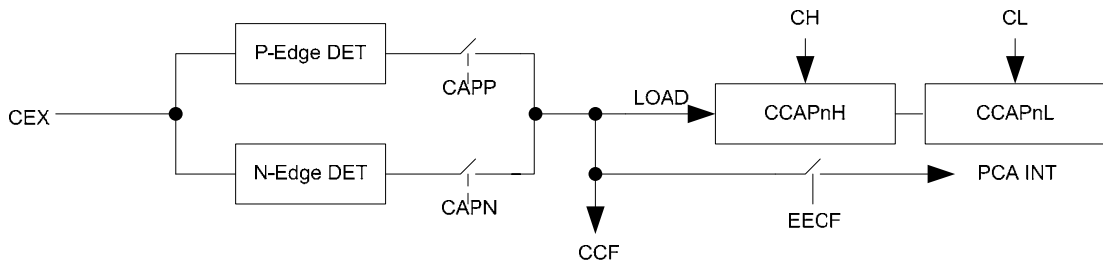 CH
CL
P-Edge DET
CAPP
LOAD
CEX
CCAPnH
CCAPnL
N-Edge DET
PCA INT
CAPN
EECF
CCF